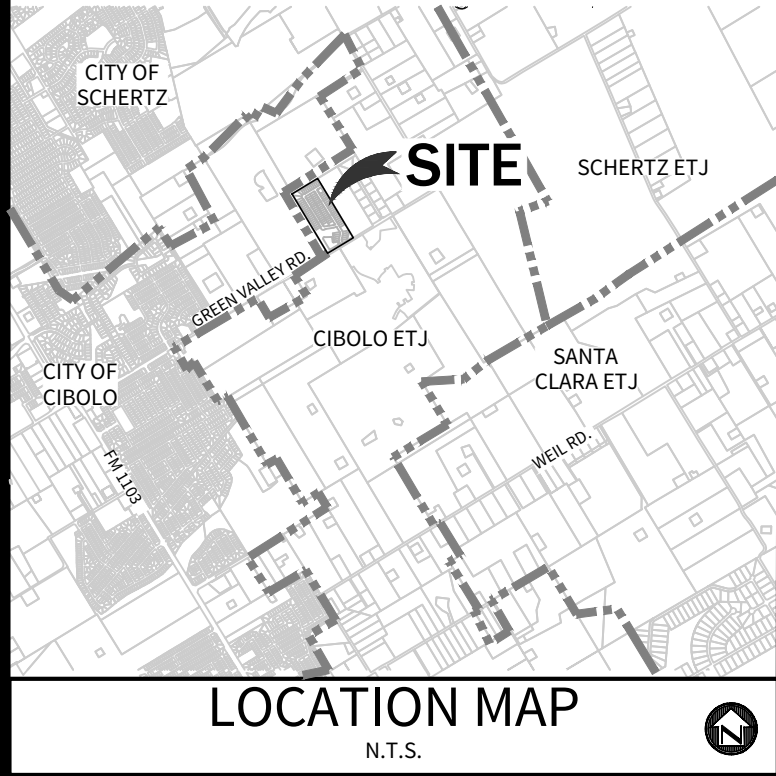 CITY OF
SCHERTZ
SITE
SCHERTZ ETJ
GREEN VALLEY RD.
CIBOLO ETJ
CITY OF
CIBOLO
SANTA
CLARA ETJ
WEIL RD.
FM 1103
LOCATION MAP
N.T.S.
N